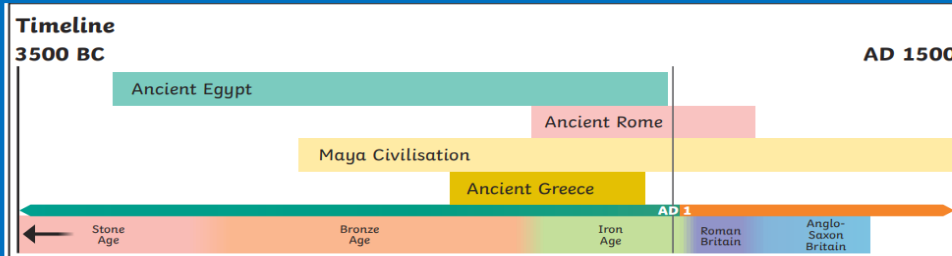 Timeline
3500 BC
AD 1500
Ancient Egypt
Ancient Rome
Maya Civilisation
Ancient Greece
AD 1
Stone
Age
Bronze
Age
Iron
Age
Roman
Britain
Anglo-
Saxon
Britain